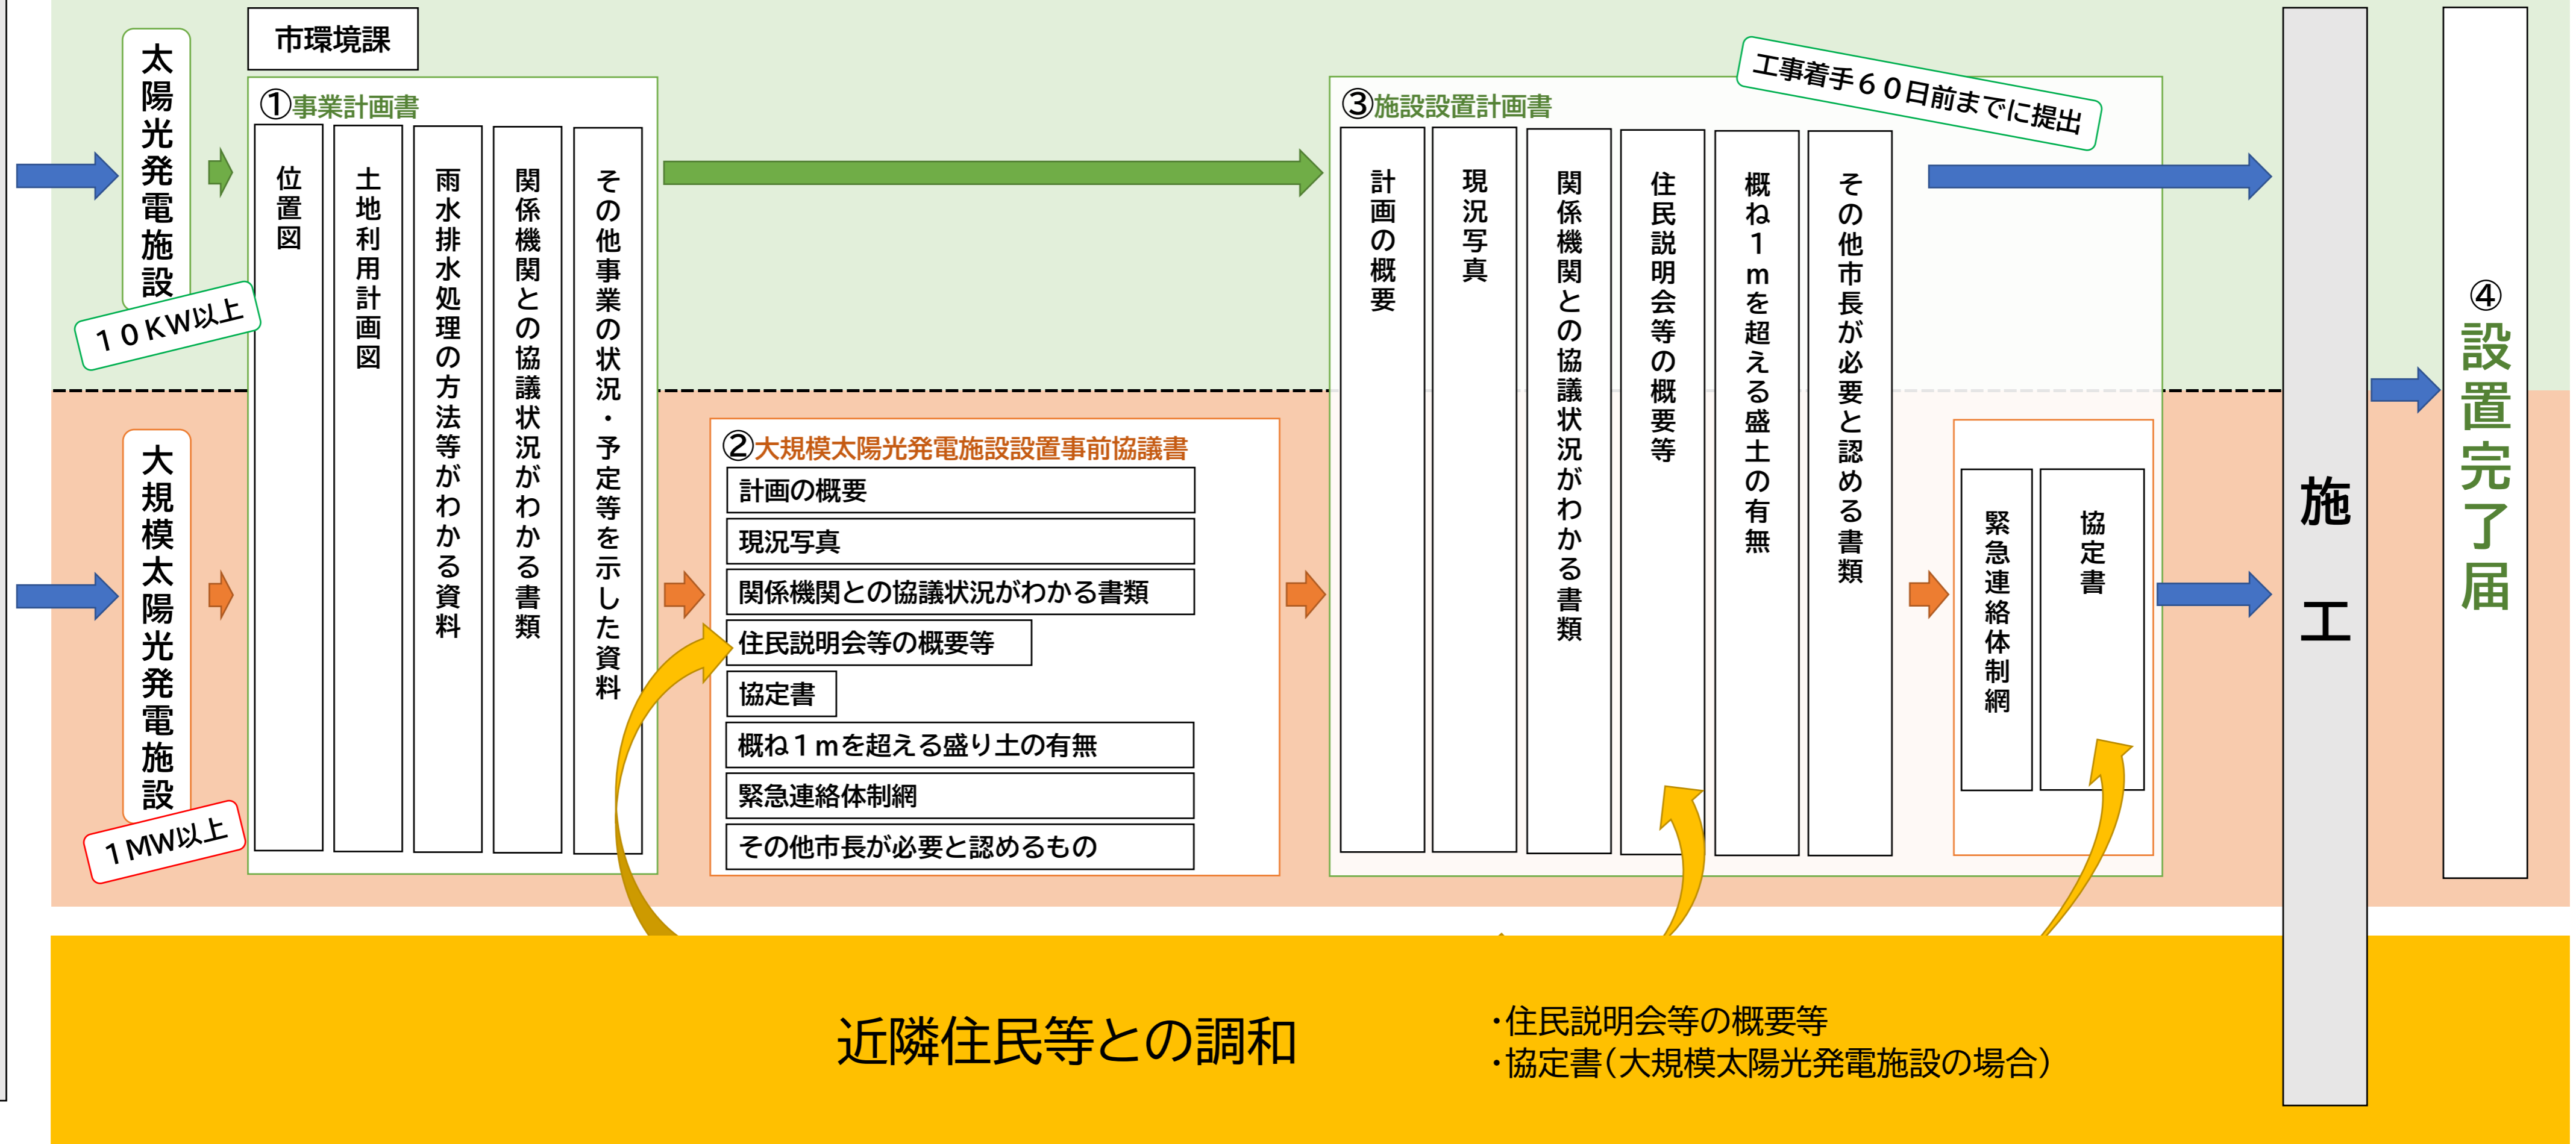 市環境課
太陽光発電施設
10KW以上
①事業計画書
位置図
土地利用計画図
雨水排水処理の方法等がわかる資料
関係機関との協議状況がわかる書類
その他事業の状況・予定等を示した資料
大規模太陽光発電施設
1MW以上
②大規模太陽光発電施設設置事前協議書
計画の概要
現況写真
関係機関との協議状況がわかる書類
住民説明会等の概要等
協定書
概ね1mを超える盛り土の有無
緊急連絡体制網
その他市長が必要と認めるもの
③施設設置計画書
工事着手60日前までに提出
計画の概要
現況写真
関係機関との協議状況がわかる書類
住民説明会等の概要等
概ね1mを超える盛土の有無
その他市長が必要と認める書類
緊急連絡体制網
協定書
施工
④設置完了届
近隣住民等との調和
・住民説明会等の概要等
・協定書(大規模太陽光発電施設の場合)